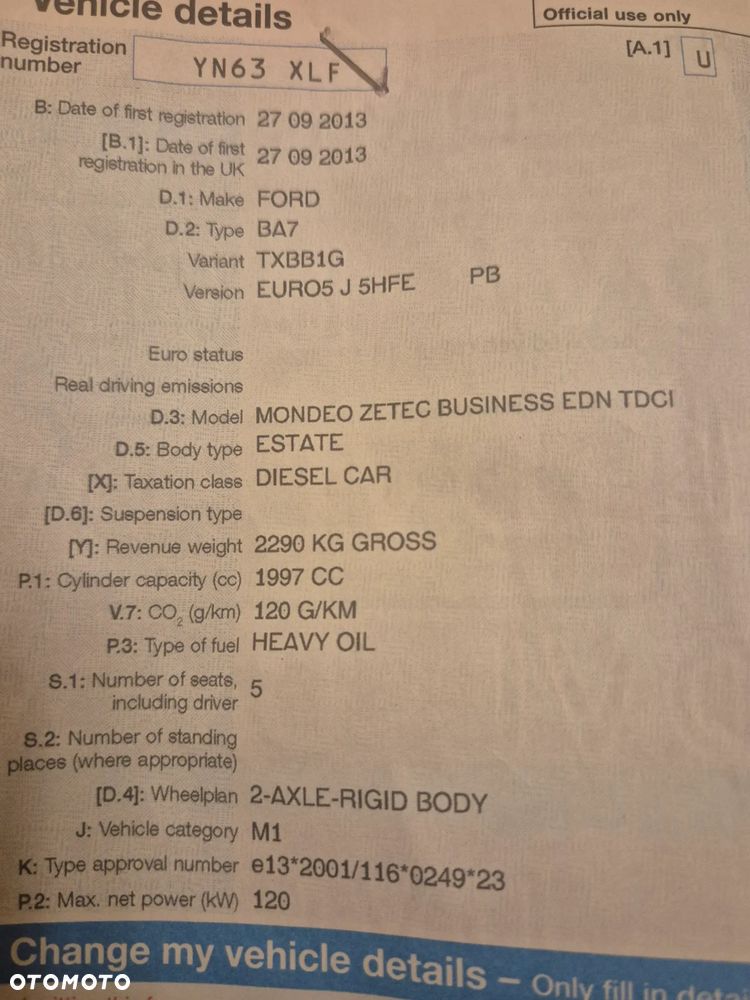 Vehicle details
Official use only
Registration number
YN63 XLF
[A.1] U
B: Date of first registration 27 09 2013
[B.1]: Date of first registration in the UK 27 09 2013
D.1: Make FORD
D.2: Type BA7
Variant TXBB1G
Version EURO5 J 5HFE PB
Euro status
Real driving emissions
D.3: Model MONDEO ZETEC BUSINESS EDN TDCI
D.5: Body type ESTATE
[X]: Taxation class DIESEL CAR
[D.6]: Suspension type
[Y]: Revenue weight 2290 KG GROSS
P.1: Cylinder capacity (cc) 1997 CC
V.7: CO2 (g/km) 120 G/KM
P.3: Type of fuel HEAVY OIL
S.1: Number of seats, including driver 5
S.2: Number of standing places (where appropriate)
[D.4]: Wheelplan 2-AXLE-RIGID BODY
J: Vehicle category M1
K: Type approval number e13*2001/116*0249*23
P.2: Max. net power (kW) 120
Change my vehicle details – Only fill in
OTOMOTO